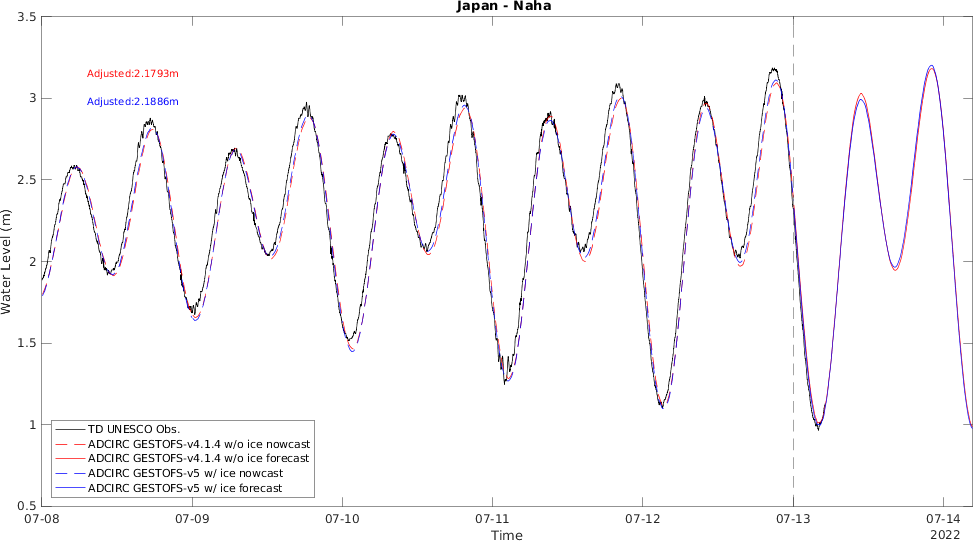 Japan - Naha
3.5
3
2.5
2
1.5
1
0.5
Water Level (m)
Adjusted:2.1793m
Adjusted:2.1886m
TD UNESCO Obs.
ADCIRC GESTOFS-v4.1.4 w/o ice nowcast
ADCIRC GESTOFS-v4.1.4 w/o ice forecast
ADCIRC GESTOFS-v5 w/ ice nowcast
ADCIRC GESTOFS-v5 w/ ice forecast
07-08 07-09 07-10 07-11 07-12 07-13 07-14
Time
2022